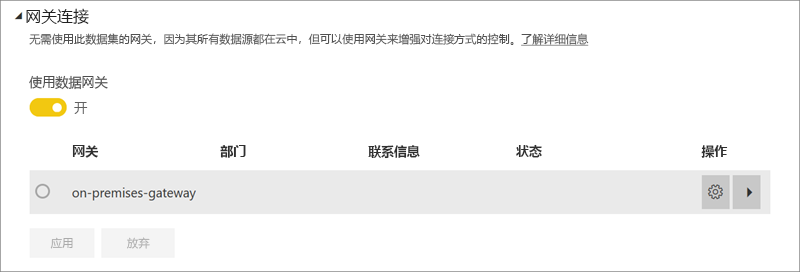 网关连接
无需使用此数据集的网关，因为其所有数据源都在云中，但可以使用网关来增强对连接方式的控制。了解详细信息
使用数据网关
开
网关 部门 联系信息 状态 操作
on-premises-gateway
应用 放弃